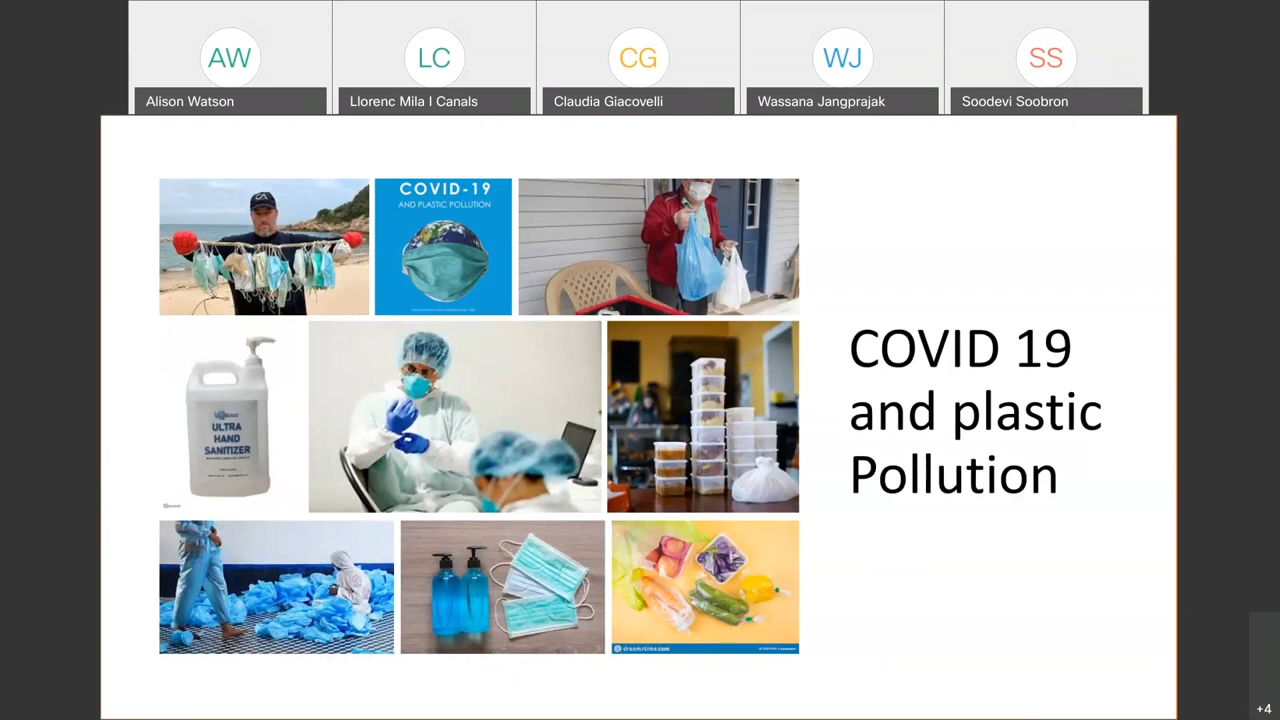 AW
LC
CG
WJ
SS
Alison Watson
Llorenc Mila I Canals
Claudia Giacovelli
Wassana Jangprajak
Soodevi Soobron
COVID-19
AND PLASTIC POLLUTION
ULTRA
HAND
SANITIZER
dreamstime.com
COVID 19
and plastic
Pollution
+4